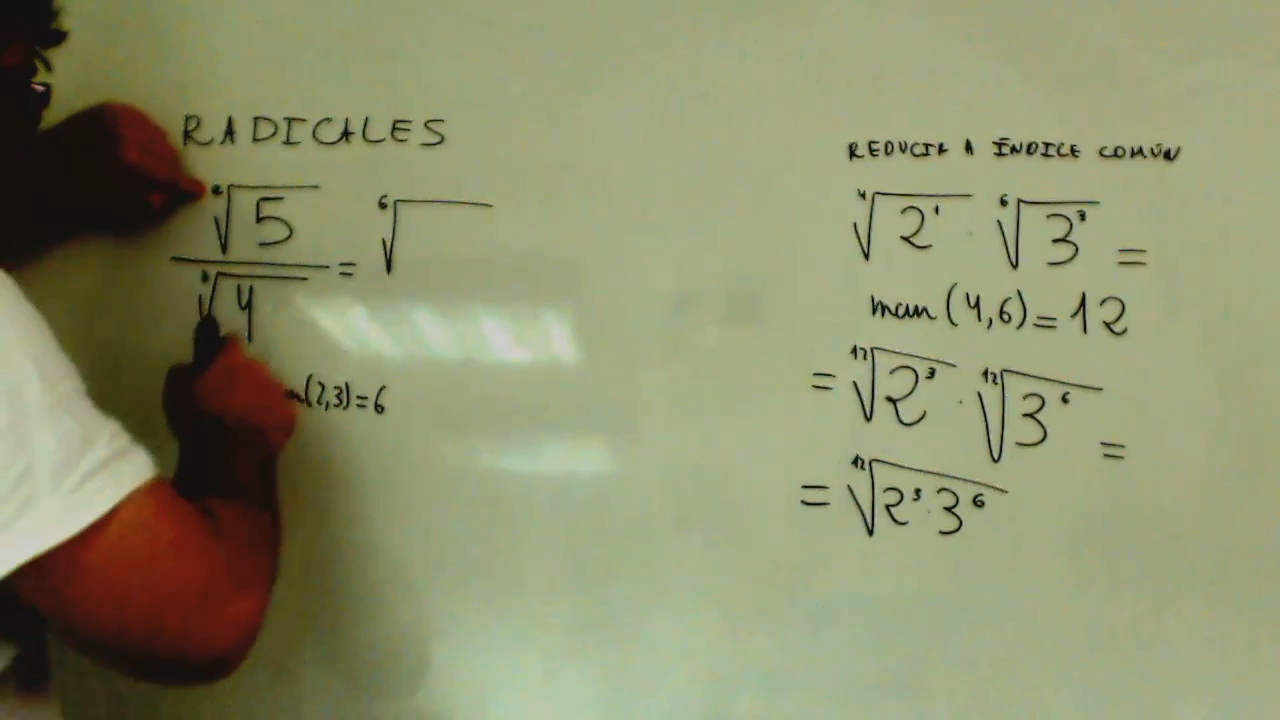 RADICALES
√5 / ∛4 = ⁶√
(2,3)=6
REDUCIR A ÍNDICE COMÚN
⁴√2¹ · ⁶√3³ =
mcm(4,6)=12
= ¹²√2³ · ¹²√3⁶ =
= ¹²√2³·3⁶